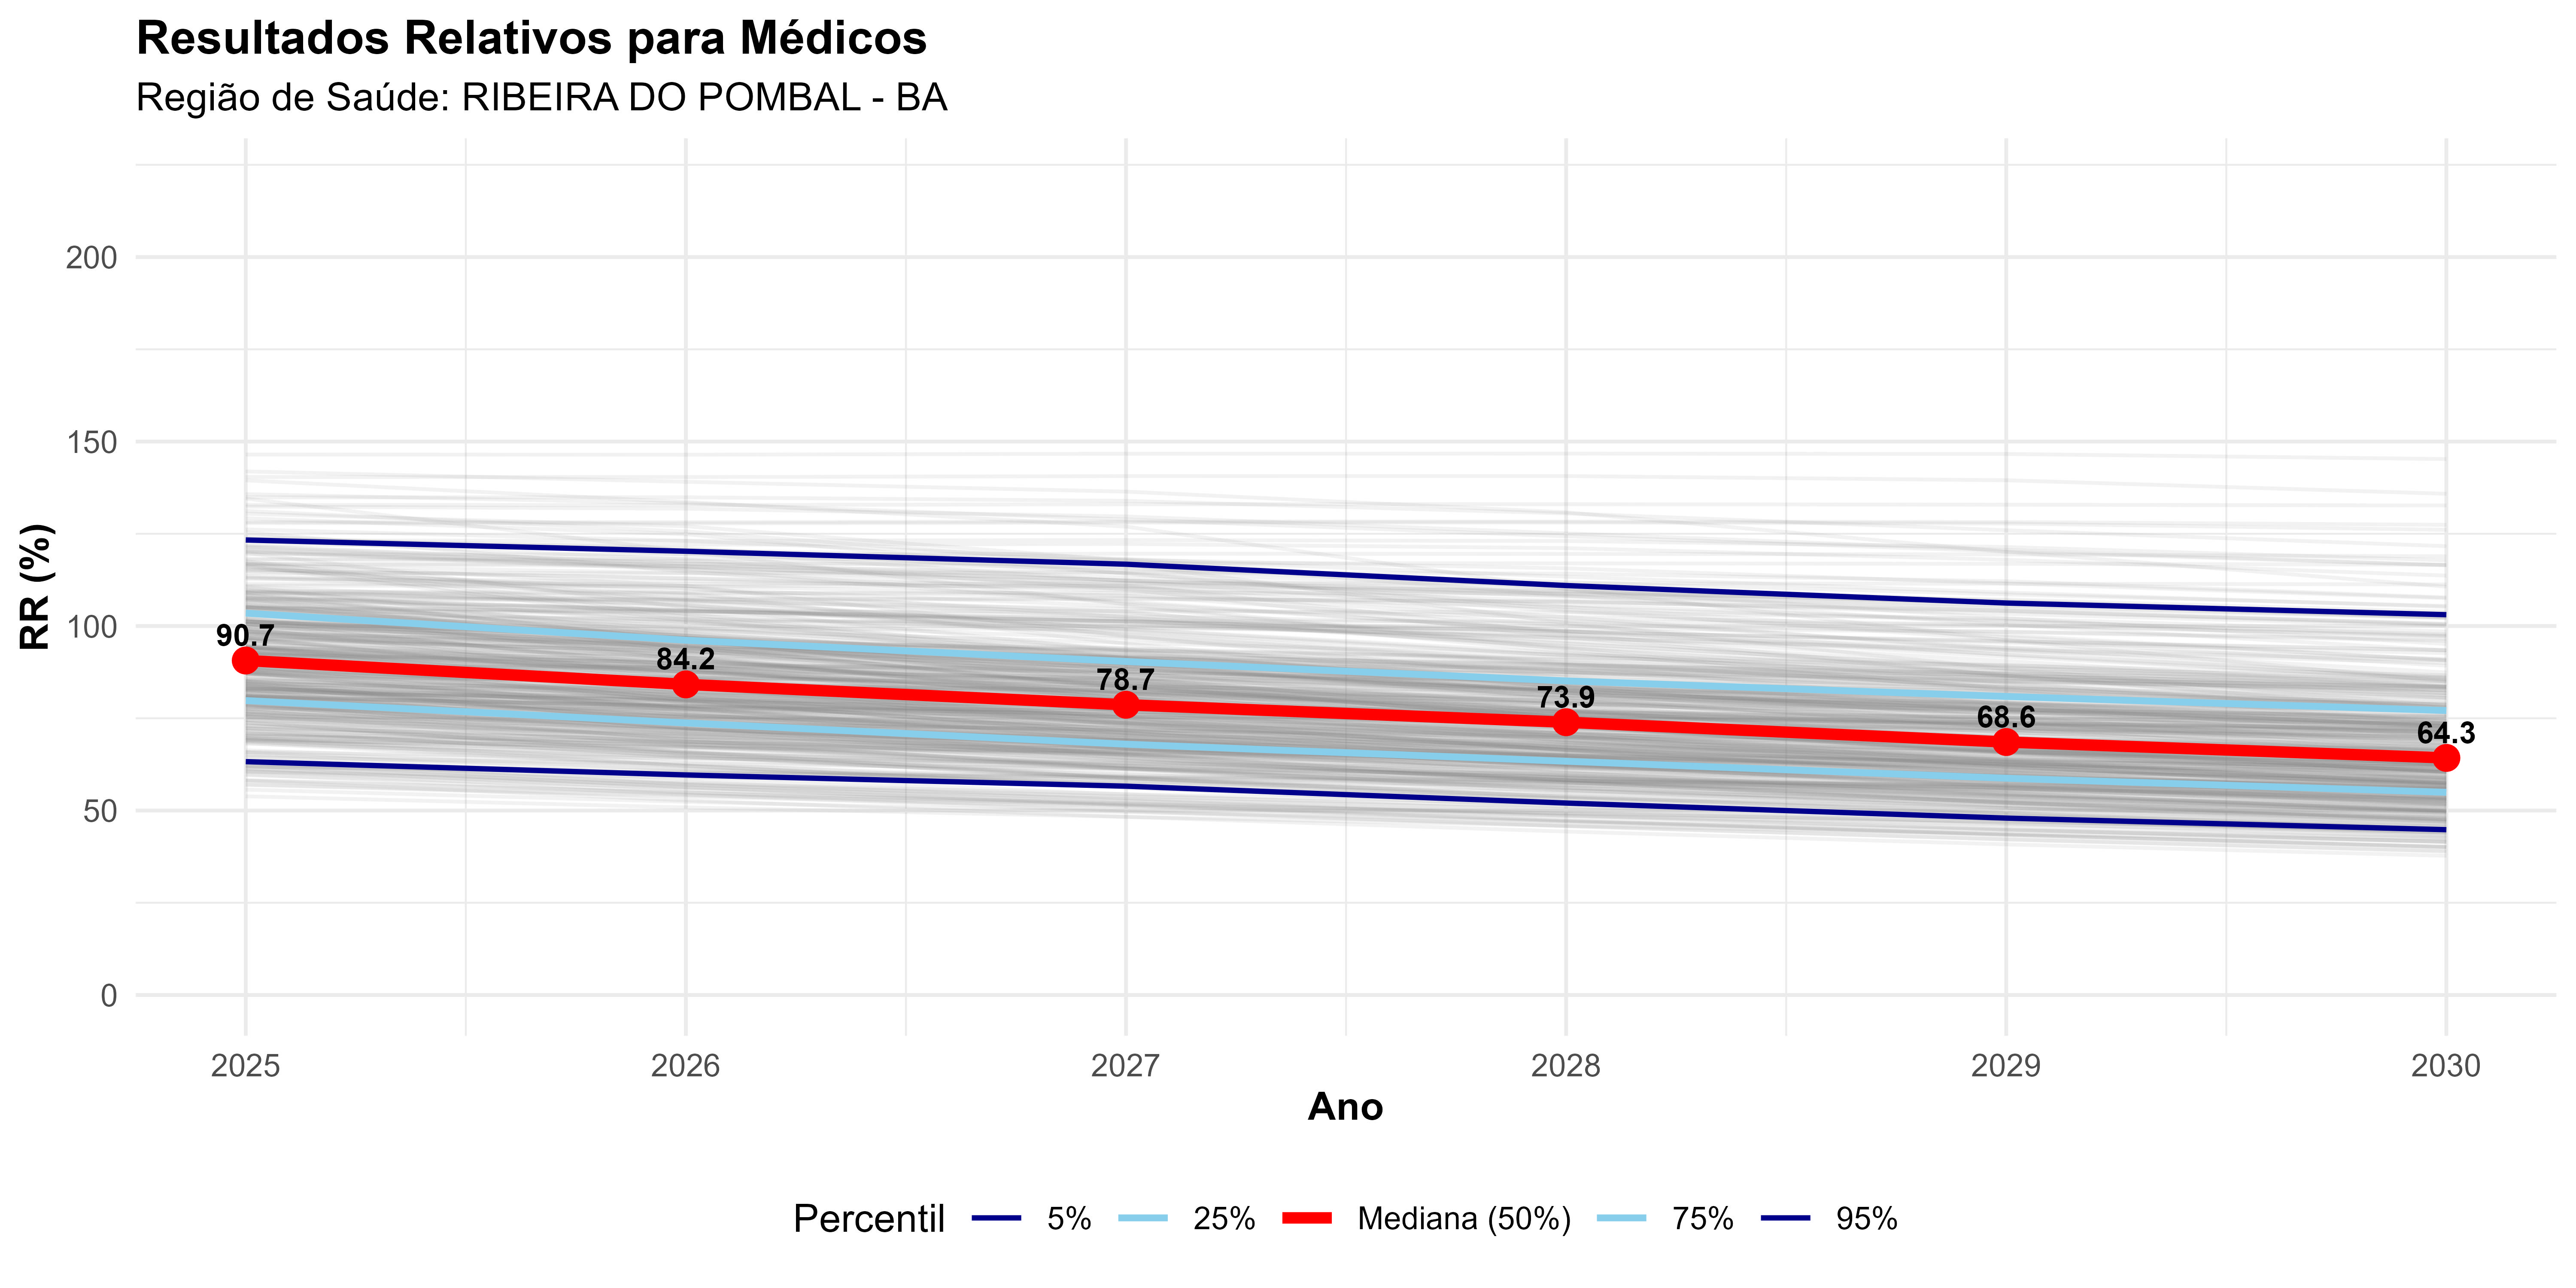 Resultados Relativos para Médicos
Região de Saúde: RIBEIRA DO POMBAL - BA
RR (%)
200
150
100
50
0
90.7
84.2
78.7
73.9
68.6
64.3
2025 2026 2027 2028 2029 2030
Ano
Percentil 5% 25% Mediana (50%) 75% 95%